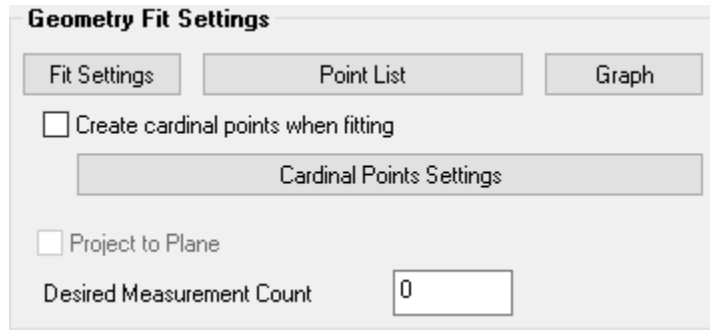 Geometry Fit Settings
Fit Settings Point List Graph
Create cardinal points when fitting
Cardinal Points Settings
Project to Plane
Desired Measurement Count 0